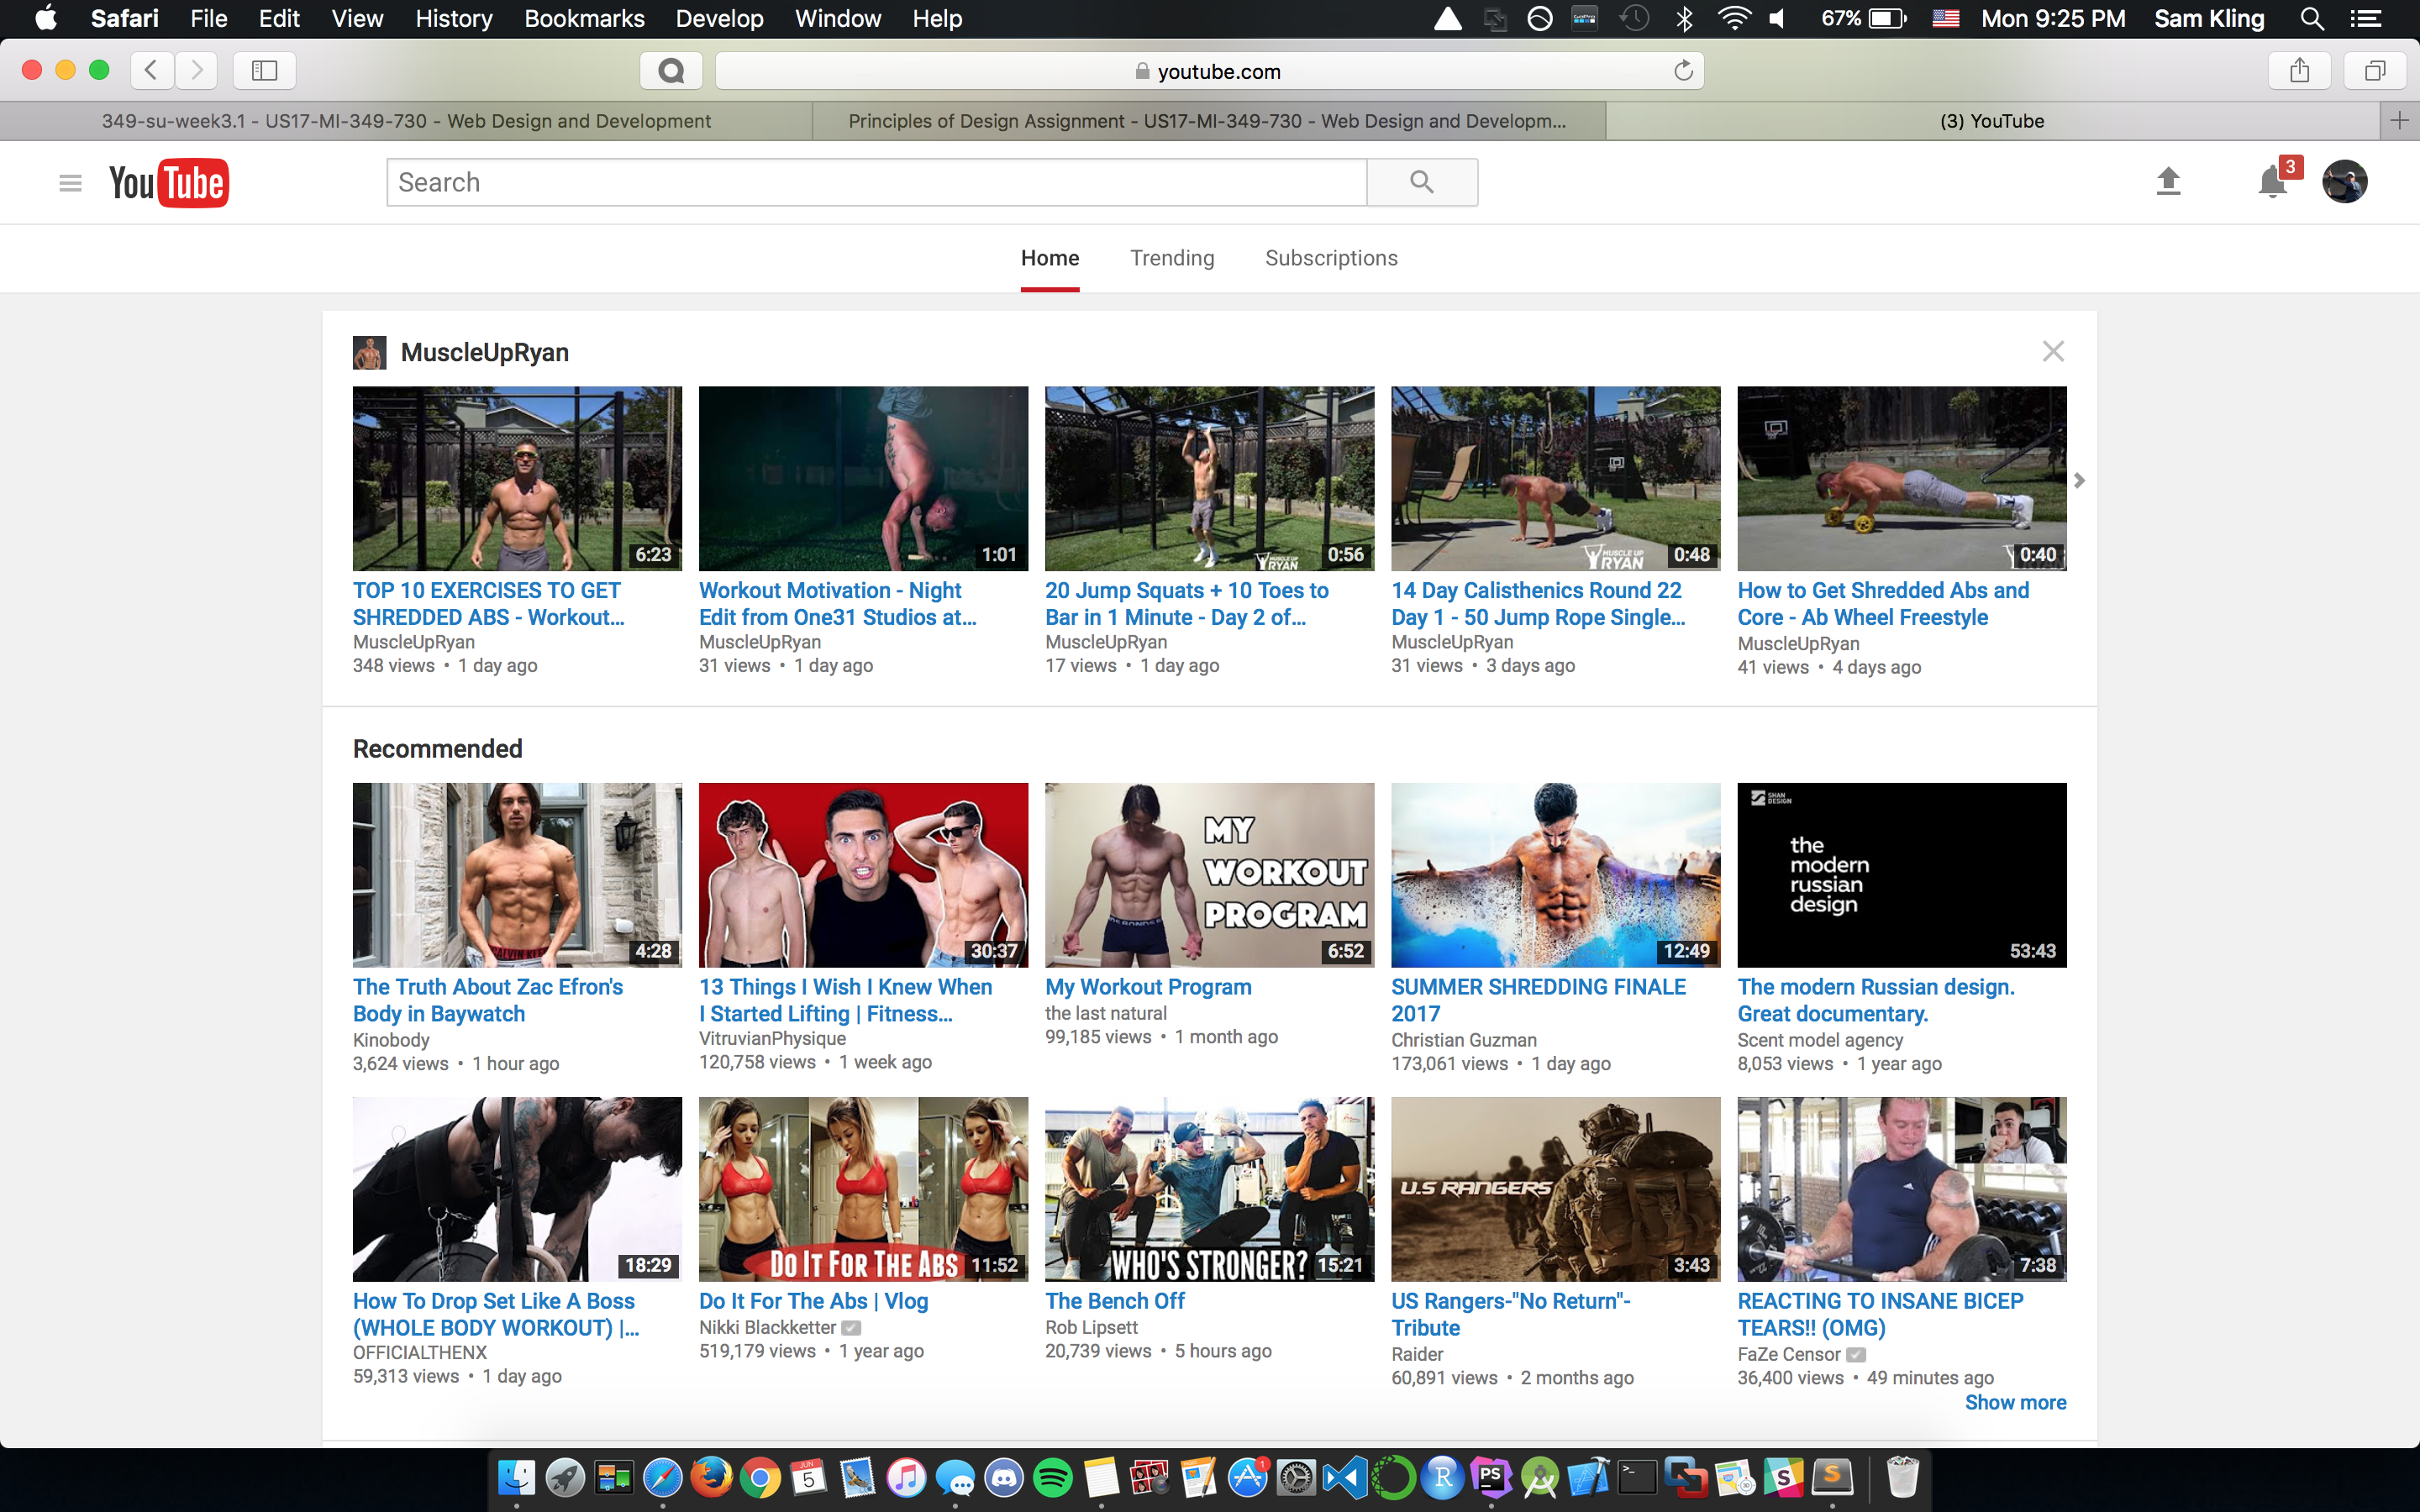 Safari File Edit View History Bookmarks Develop Window Help 67% Mon 9:25 PM Sam Kling
youtube.com
349-su-week3.1 - US17-MI-349-730 - Web Design and Development
Principles of Design Assignment - US17-MI-349-730 - Web Design and Developm...
(3) YouTube
YouTube
Search
3
Home Trending Subscriptions
MuscleUpRyan
6:23
1:01
MUSCLE UP
RYAN
0:56
MUSCLE UP
RYAN
0:48
0:40
TOP 10 EXERCISES TO GET
SHREDDED ABS - Workout...
MuscleUpRyan
348 views • 1 day ago
Workout Motivation - Night
Edit from One31 Studios at...
MuscleUpRyan
31 views • 1 day ago
20 Jump Squats + 10 Toes to
Bar in 1 Minute - Day 2 of...
MuscleUpRyan
17 views • 1 day ago
14 Day Calisthenics Round 22
Day 1 - 50 Jump Rope Single...
MuscleUpRyan
31 views • 3 days ago
How to Get Shredded Abs and
Core - Ab Wheel Freestyle
MuscleUpRyan
41 views • 4 days ago
Recommended
CALVIN KLEIN
4:28
30:37
MY
WORKOUT
PROGRAM
6:52
12:49
SHAN
DESIGN
the
modern
russian
design
53:43
The Truth About Zac Efron's
Body in Baywatch
Kinobody
3,624 views • 1 hour ago
13 Things I Wish I Knew When
I Started Lifting | Fitness...
VitruvianPhysique
120,758 views • 1 week ago
My Workout Program
the last natural
99,185 views • 1 month ago
SUMMER SHREDDING FINALE
2017
Christian Guzman
173,061 views • 1 day ago
The modern Russian design.
Great documentary.
Scent model agency
8,053 views • 1 year ago
18:29
DO IT FOR THE ABS
11:52
WHO'S STRONGER?
15:21
U.S RANGERS
3:43
7:38
How To Drop Set Like A Boss
(WHOLE BODY WORKOUT) |...
OFFICIALTHENX
59,313 views • 1 day ago
Do It For The Abs | Vlog
Nikki Blackketter
519,179 views • 1 year ago
The Bench Off
Rob Lipsett
20,739 views • 5 hours ago
US Rangers-"No Return"-
Tribute
Raider
60,891 views • 2 months ago
REACTING TO INSANE BICEP
TEARS!! (OMG)
FaZe Censor
36,400 views • 49 minutes ago
Show more
JUN
5
1
R
PS
S
S